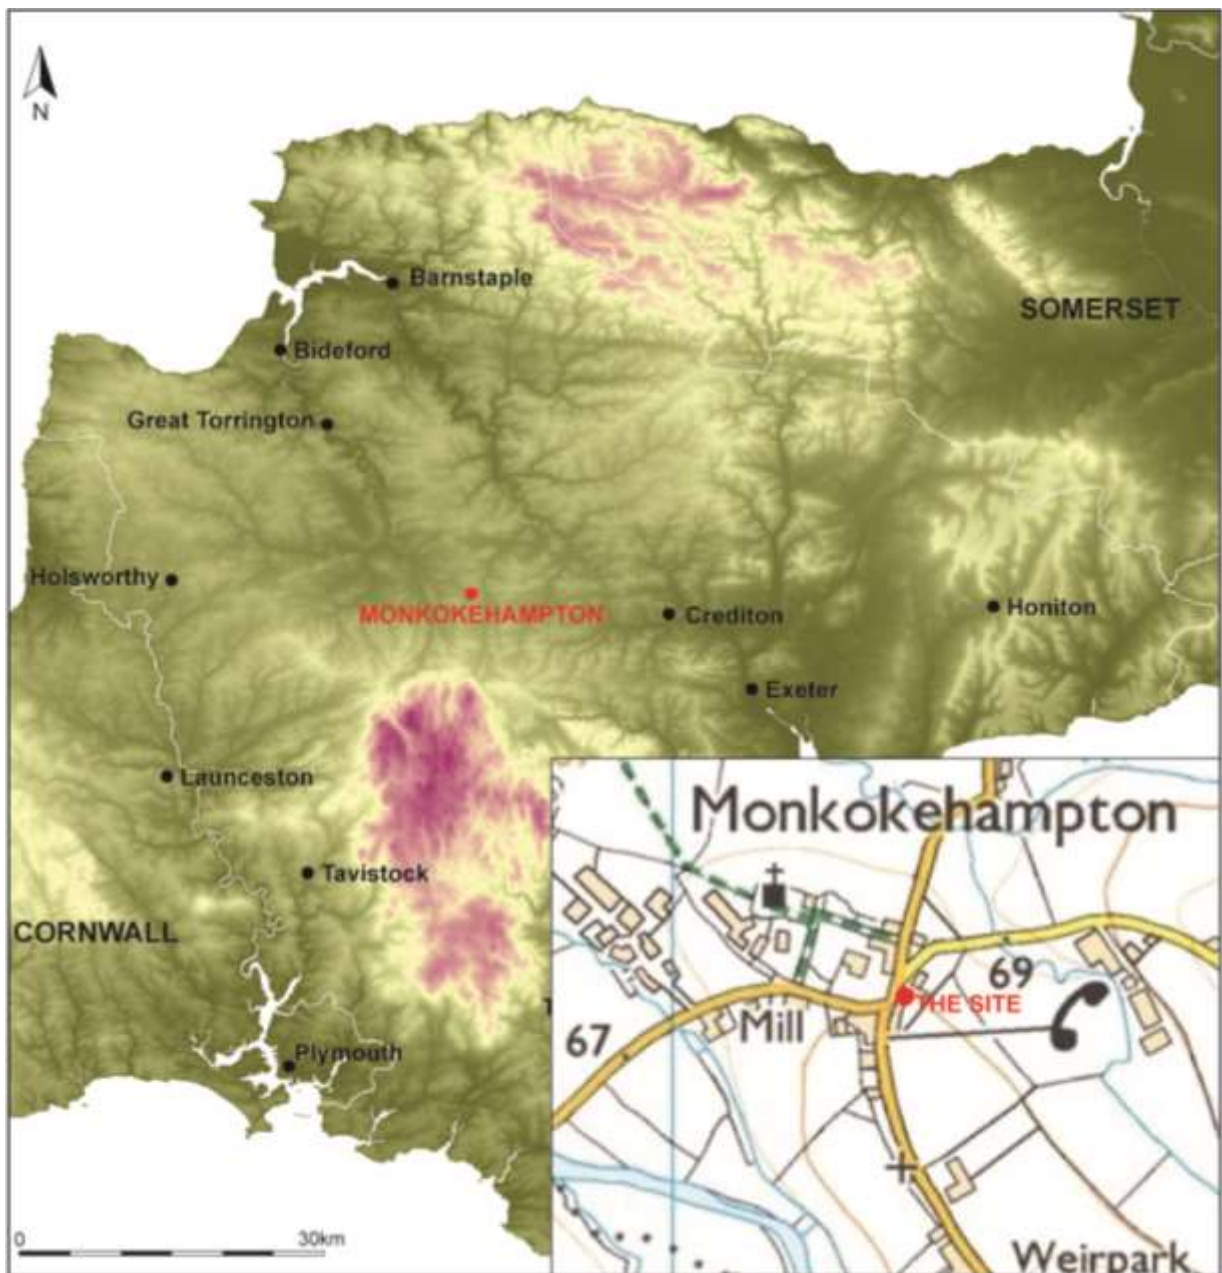 N
Barnstaple
SOMERSET
Bideford
Great Torrington
Holsworthy
MONKOKEHAMPTON
Crediton
Honiton
Exeter
Launceston
Tavistock
CORNWALL
Plymouth
0 30km
Monkokehampton
69
THE SITE
67
Mill
Weirpark